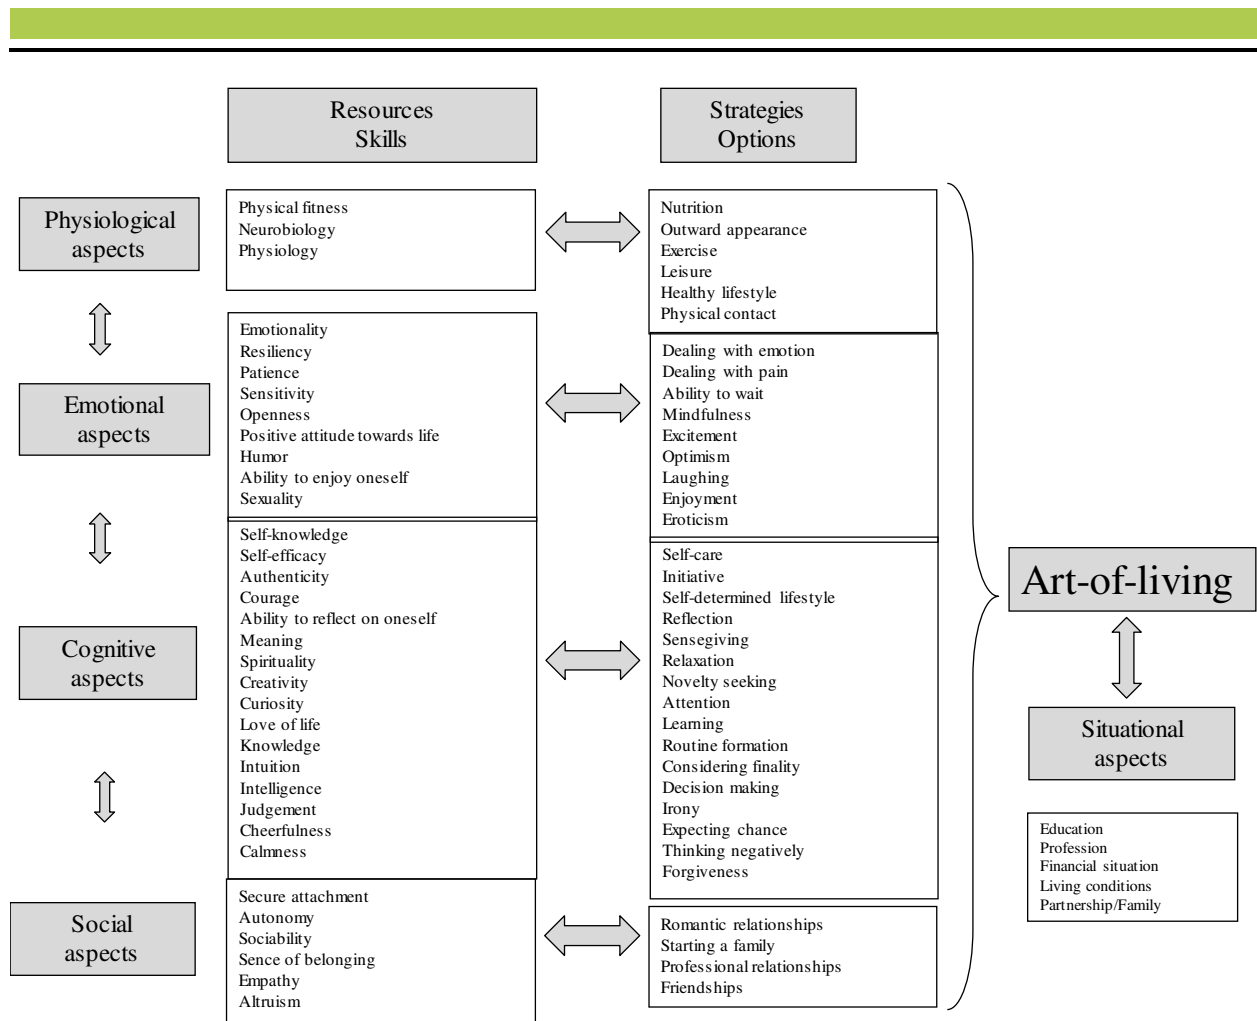 Resources
Skills
Strategies
Options
Physiological
aspects
Physical fitness
Neurobiology
Physiology
Nutrition
Outward appearance
Exercise
Leisure
Healthy lifestyle
Physical contact
Emotional
aspects
Emotionality
Resiliency
Patience
Sensitivity
Openness
Positive attitude towards life
Humor
Ability to enjoy oneself
Sexuality
Dealing with emotion
Dealing with pain
Ability to wait
Mindfulness
Excitement
Optimism
Laughing
Enjoyment
Eroticism
Cognitive
aspects
Self-knowledge
Self-efficacy
Authenticity
Courage
Ability to reflect on oneself
Meaning
Spirituality
Creativity
Curiosity
Love of life
Knowledge
Intuition
Intelligence
Judgement
Cheerfulness
Calmness
Self-care
Initiative
Self-determined lifestyle
Reflection
Sensegiving
Relaxation
Novelty seeking
Attention
Learning
Routine formation
Considering finality
Decision making
Irony
Expecting chance
Thinking negatively
Forgiveness
Social
aspects
Secure attachment
Autonomy
Sociability
Sence of belonging
Empathy
Altruism
Romantic relationships
Starting a family
Professional relationships
Friendships
Art-of-living
Situational
aspects
Education
Profession
Financial situation
Living conditions
Partnership/Family